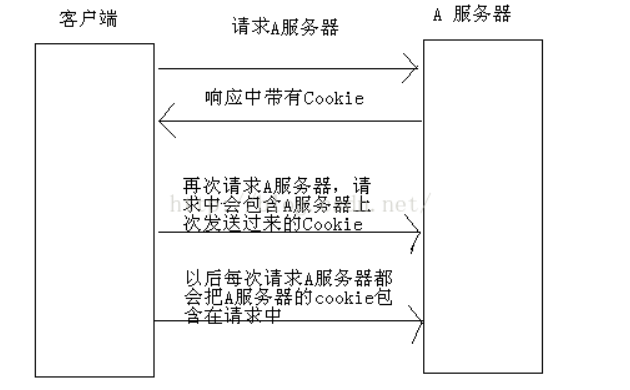 客户端
A 服务器
请求A服务器
响应中带有Cookie
再次请求A服务器，请
求中会包含A服务器上
次发送过来的Cookie
以后每次请求A服务器都
会把A服务器的cookie包
含在请求中